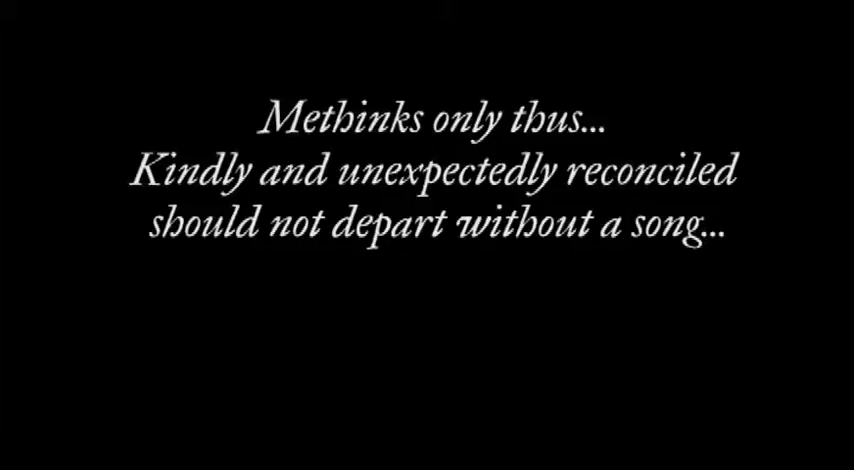 Methinks only thus...
Kindly and unexpectedly reconciled
should not depart without a song...